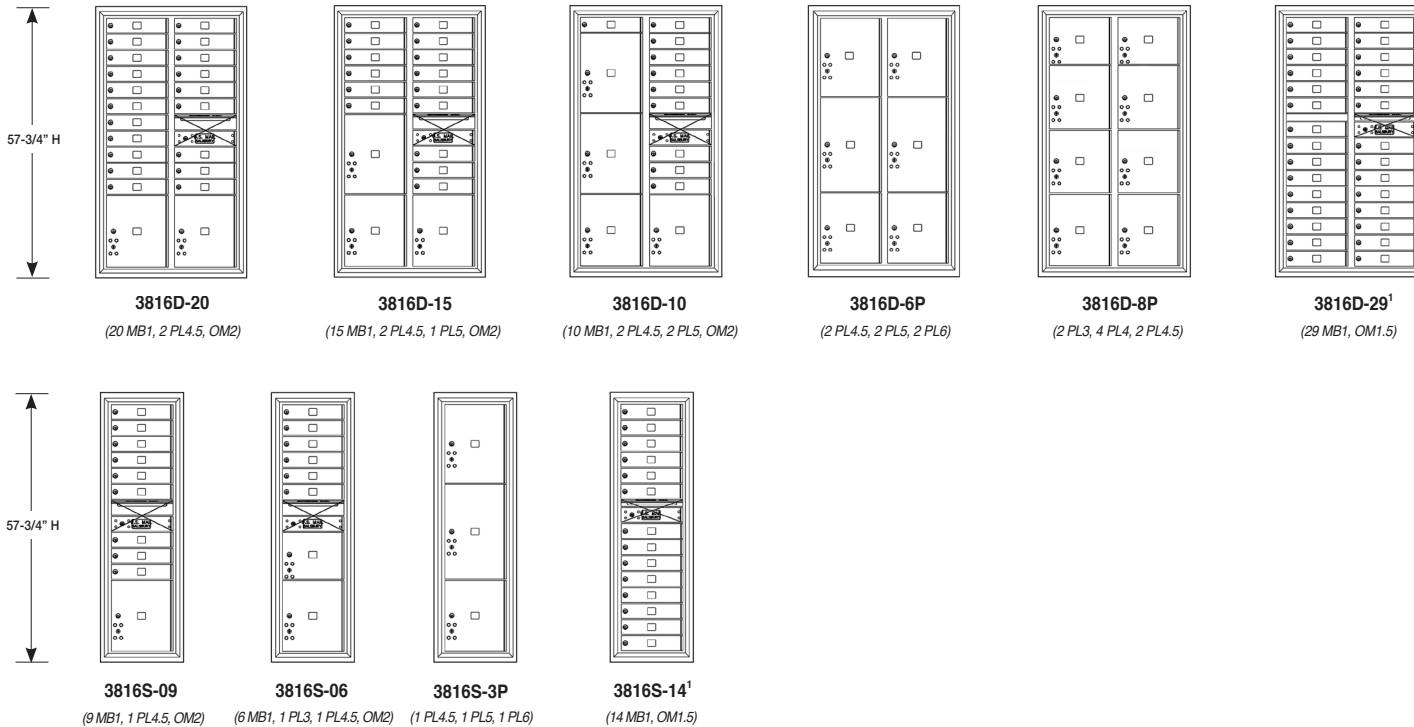 57-3/4" H
3816D-20
(20 MB1, 2 PL4.5, OM2)
3816D-15
(15 MB1, 2 PL4.5, 1 PL5, OM2)
3816D-10
(10 MB1, 2 PL4.5, 2 PL5, OM2)
3816D-6P
(2 PL4.5, 2 PL5, 2 PL6)
3816D-8P
(2 PL3, 4 PL4, 2 PL4.5)
3816D-29¹
(29 MB1, OM1.5)
57-3/4" H
3816S-09
(9 MB1, 1 PL4.5, OM2)
3816S-06
(6 MB1, 1 PL3, 1 PL4.5, OM2)
3816S-3P
(1 PL4.5, 1 PL5, 1 PL6)
3816S-14¹
(14 MB1, OM1.5)